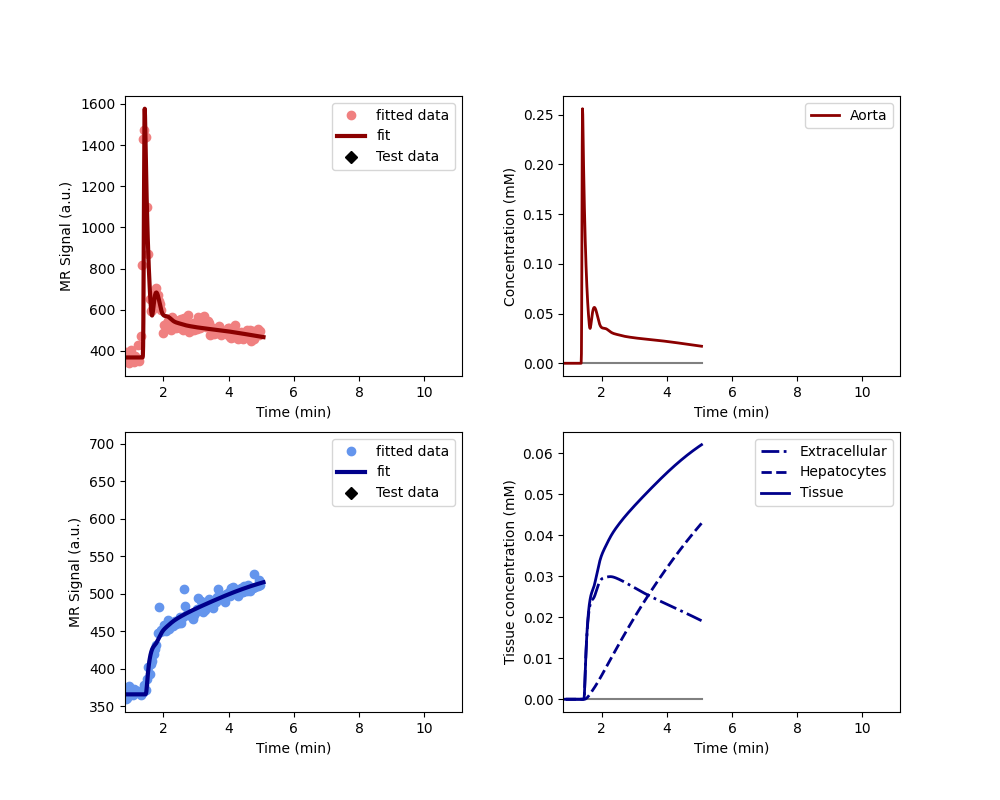 1600
1400
1200
1000
800
600
400
MR Signal (a.u.)
2
4
6
8
10
Time (min)
fitted data
fit
Test data
0.25
0.20
0.15
0.10
0.05
0.00
Concentration (mM)
2
4
6
8
10
Time (min)
Aorta
700
650
600
550
500
450
400
350
MR Signal (a.u.)
2
4
6
8
10
Time (min)
fitted data
fit
Test data
0.06
0.05
0.04
0.03
0.02
0.01
0.00
Tissue concentration (mM)
2
4
6
8
10
Time (min)
Extracellular
Hepatocytes
Tissue